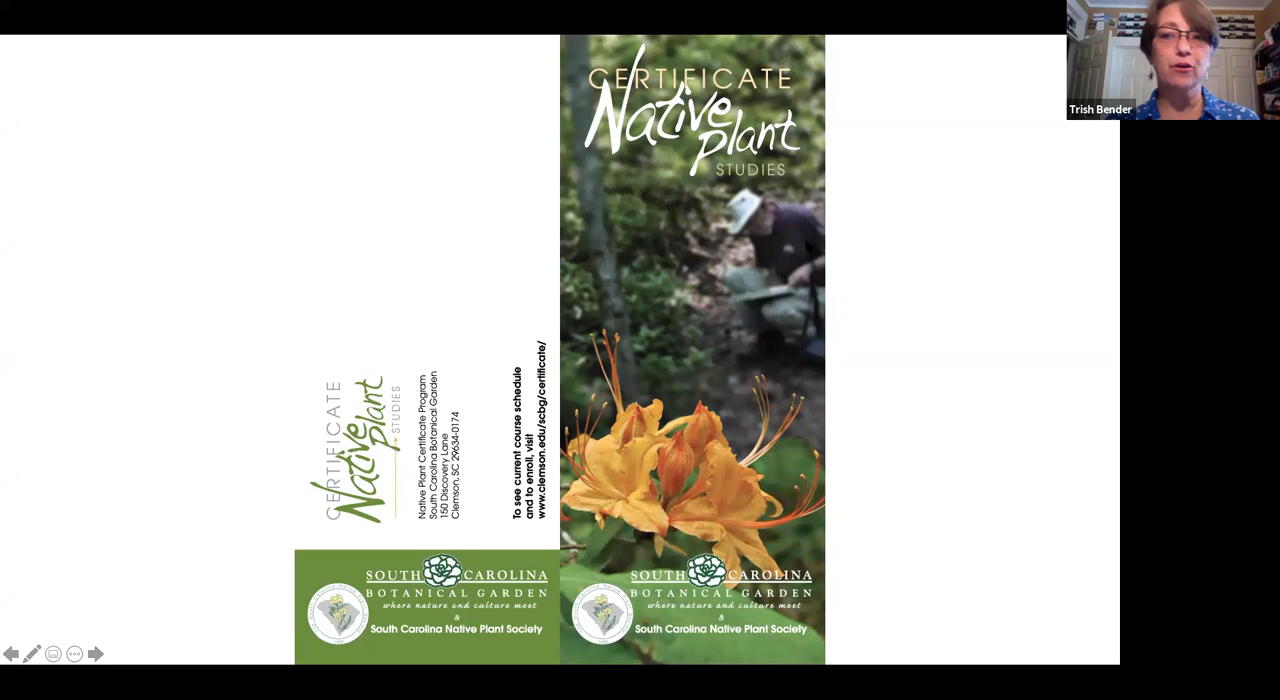 Trish Bender
CERTIFICATE
Native
Plant
STUDIES
Native Plant Certificate Program
South Carolina Botanical Garden
150 Discovery Lane
Clemson, SC 29634-0174
To see current course schedule
and to enroll, visit
www.clemson.edu/scbg/certificate/
SOUTH CAROLINA
BOTANICAL GARDEN
where nature and culture meet
&
South Carolina Native Plant Society
CERTIFICATE
Native
plant
STUDIES
SOUTH CAROLINA
BOTANICAL GARDEN
where nature and culture meet
&
South Carolina Native Plant Society